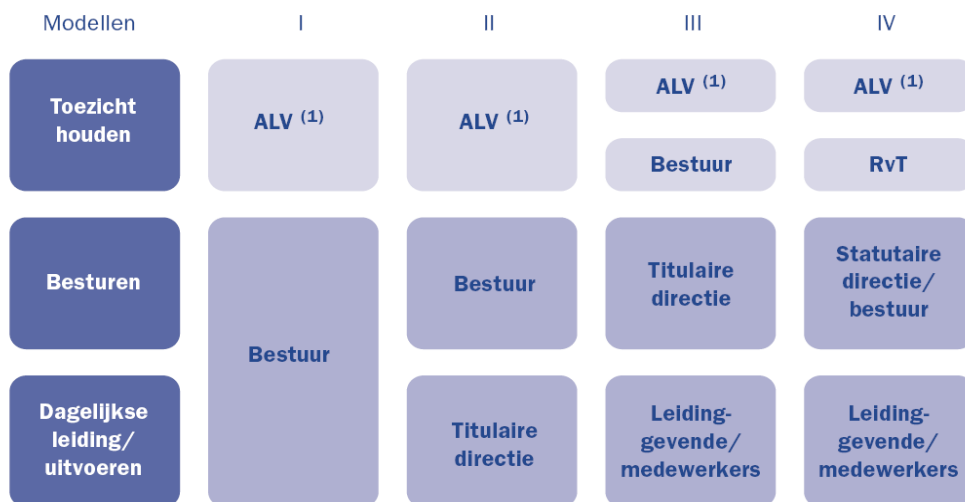 Modellen I II III IV
Toezicht
houden
ALV (1)
ALV (1)
ALV (1)
Bestuur
ALV (1)
RvT
Besturen
Bestuur
Bestuur
Titulaire
directie
Statutaire
directie/
bestuur
Dagelijkse
leiding/
uitvoeren
Titulaire
directie
Leiding-
gevende/
medewerkers
Leiding-
gevende/
medewerkers